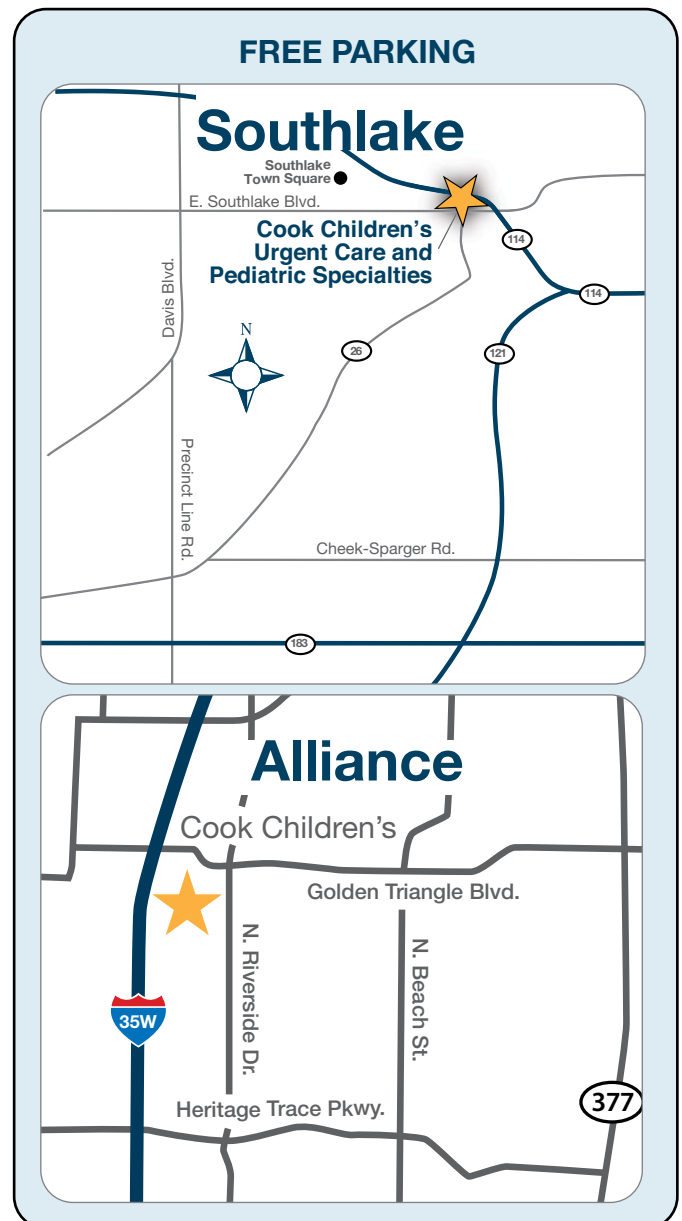 FREE PARKING
Southlake
Southlake
Town Square
E. Southlake Blvd.
Cook Children's
Urgent Care and
Pediatric Specialties
114
114
Davis Blvd.
N
26
121
Precinct Line Rd.
Cheek-Sparger Rd.
183
Alliance
Cook Children's
Golden Triangle Blvd.
N. Riverside Dr.
N. Beach St.
35W
Heritage Trace Pkwy.
377